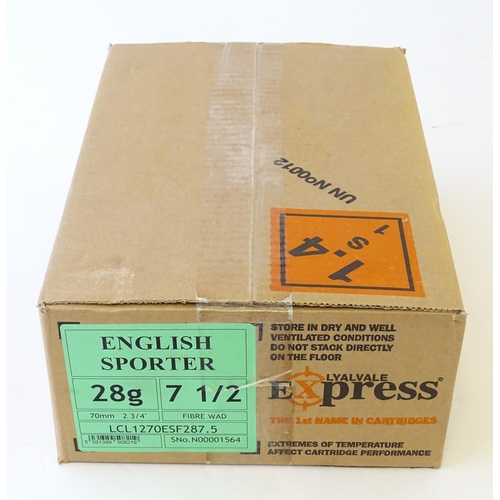 UN NO0012
1.4
S
1
ENGLISH
SPORTER
28g 7 1/2
70mm 2 3/4" FIBRE WAD
LCL1270ESF287.5
SNo.N00001564
STORE IN DRY AND WELL
VENTILATED CONDITIONS
DO NOT STACK DIRECTLY
ON THE FLOOR
LYALVALE
Express
THE 1st NAME IN CARTRIDGES
EXTREMES OF TEMPERATURE
AFFECT CARTRIDGE PERFORMANCE